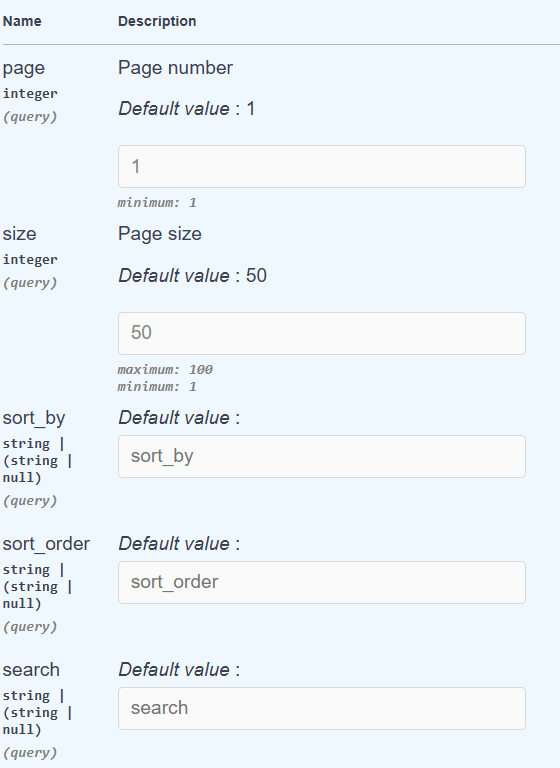 Name Description
page Page number
integer
(query) Default value : 1
1
minimum: 1
size Page size
integer
(query) Default value : 50
50
maximum: 100
minimum: 1
sort_by Default value :
string |
(string | sort_by
null)
(query)
sort_order Default value :
string |
(string | sort_order
null)
(query)
search Default value :
string |
(string | search
null)
(query)